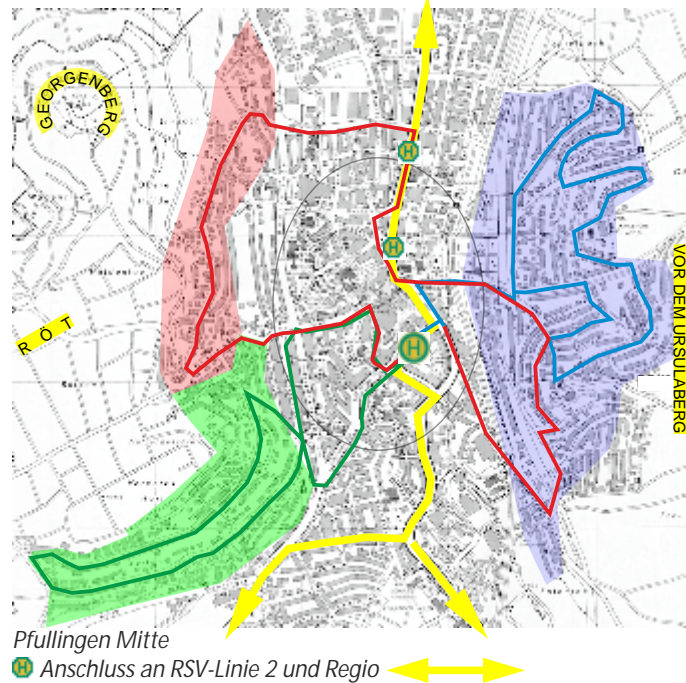 GEORGENBERG
RÖT
VOR DEM URSULABERG
H
H
H
Pfullingen Mitte
H Anschluss an RSV-Linie 2 und Regio